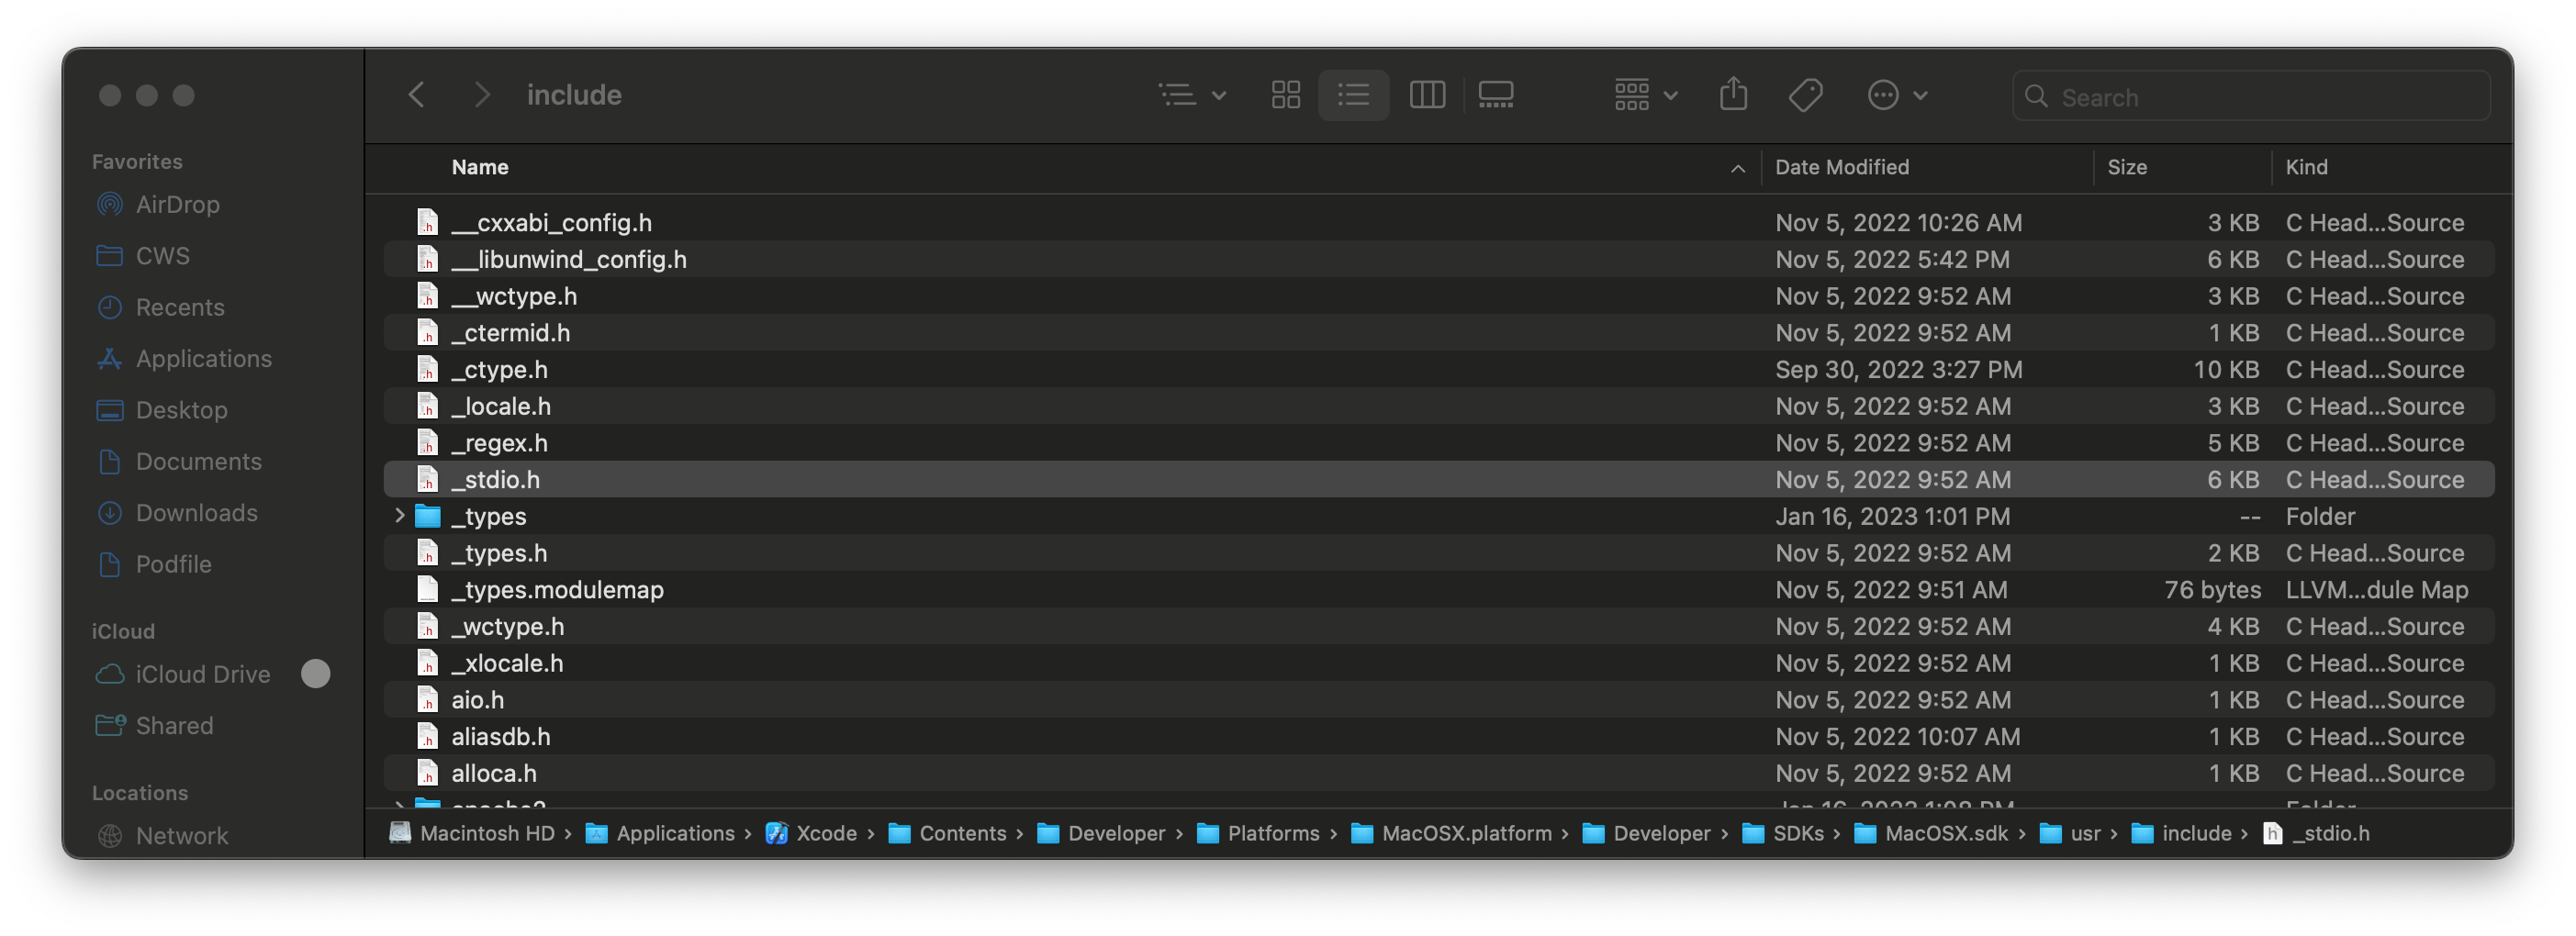 include
Search
Favorites
AirDrop
CWS
Recents
Applications
Desktop
Documents
Downloads
Podfile
iCloud
iCloud Drive
Shared
Locations
Network
Name Date Modified Size Kind
__cxxabi_config.h Nov 5, 2022 10:26 AM 3 KB C Head...Source
__libunwind_config.h Nov 5, 2022 5:42 PM 6 KB C Head...Source
__wctype.h Nov 5, 2022 9:52 AM 3 KB C Head...Source
_ctermid.h Nov 5, 2022 9:52 AM 1 KB C Head...Source
_ctype.h Sep 30, 2022 3:27 PM 10 KB C Head...Source
_locale.h Nov 5, 2022 9:52 AM 3 KB C Head...Source
_regex.h Nov 5, 2022 9:52 AM 5 KB C Head...Source
_stdio.h Nov 5, 2022 9:52 AM 6 KB C Head...Source
_types Jan 16, 2023 1:01 PM -- Folder
_types.h Nov 5, 2022 9:52 AM 2 KB C Head...Source
_types.modulemap Nov 5, 2022 9:51 AM 76 bytes LLVM...dule Map
_wctype.h Nov 5, 2022 9:52 AM 4 KB C Head...Source
_xlocale.h Nov 5, 2022 9:52 AM 1 KB C Head...Source
aio.h Nov 5, 2022 9:52 AM 1 KB C Head...Source
aliasdb.h Nov 5, 2022 10:07 AM 1 KB C Head...Source
alloca.h Nov 5, 2022 9:52 AM 1 KB C Head...Source
Macintosh HD › Applications › Xcode › Contents › Developer › Platforms › MacOSX.platform › Developer › SDKs › MacOSX.sdk › usr › include › _stdio.h